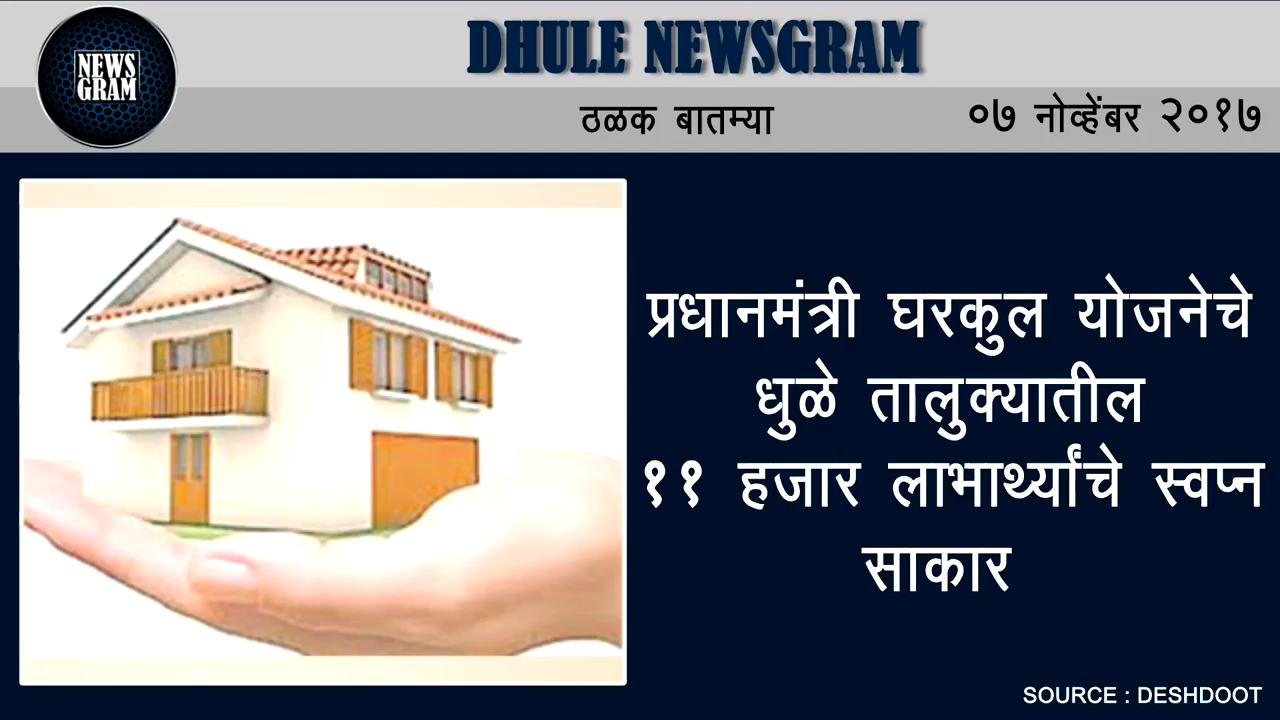 NEWS
GRAM
DHULE NEWSGRAM
ठळक बातम्या
०७ नोव्हेंबर २०१७
प्रधानमंत्री घरकुल योजनेचे
धुळे तालुक्यातील
११ हजार लाभार्थ्यांचे स्वप्न
साकार
SOURCE : DESHDOOT